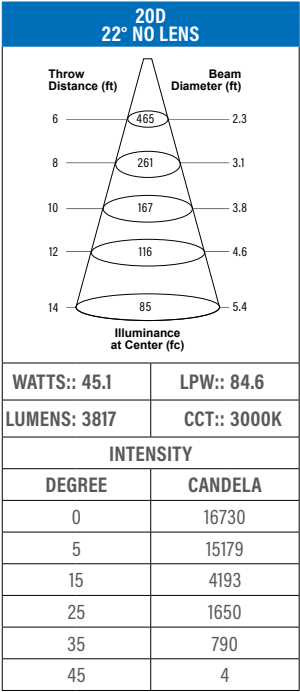 20D
22° NO LENS
Throw Beam
Distance (ft) Diameter (ft)
6 465 2.3
8 261 3.1
10 167 3.8
12 116 4.6
14 85 5.4
Illuminance
at Center (fc)
WATTS:: 45.1 LPW:: 84.6
LUMENS: 3817 CCT:: 3000K
INTENSITY
DEGREE CANDELA
0 16730
5 15179
15 4193
25 1650
35 790
45 4